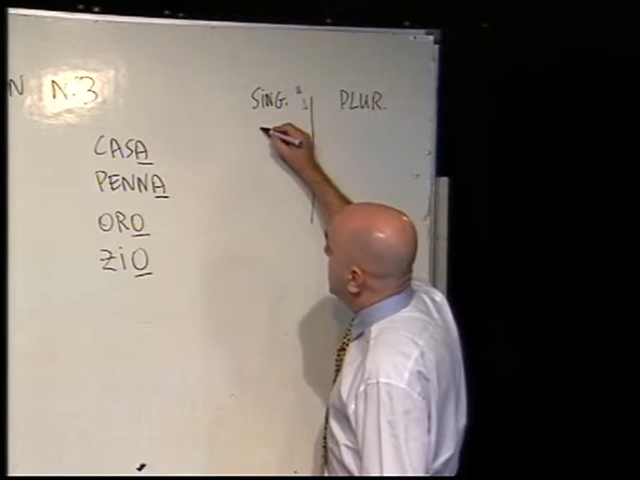 N N.3
SING. PLUR.
CASA
PENNA
ORO
ZIO